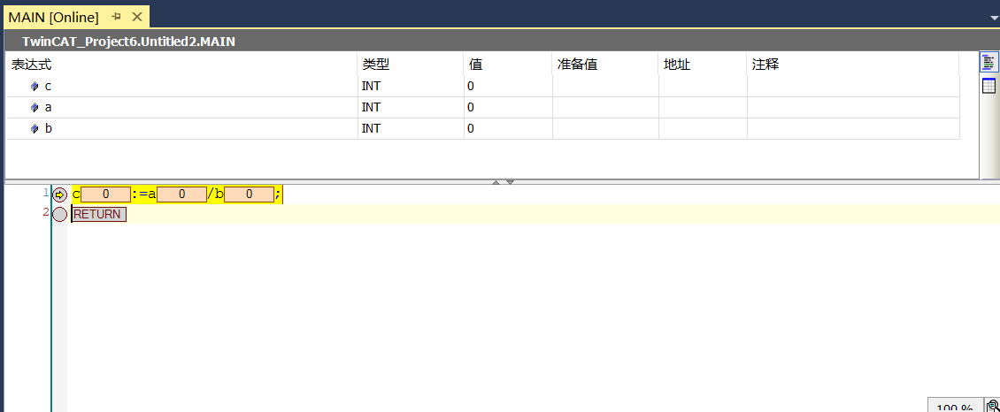 MAIN [Online]
TwinCAT_Project6.Untitled2.MAIN
表达式 类型 值 准备值 地址 注释
c INT 0
a INT 0
b INT 0
1 c 0 :=a 0 /b 0 ;
2 RETURN
100 %